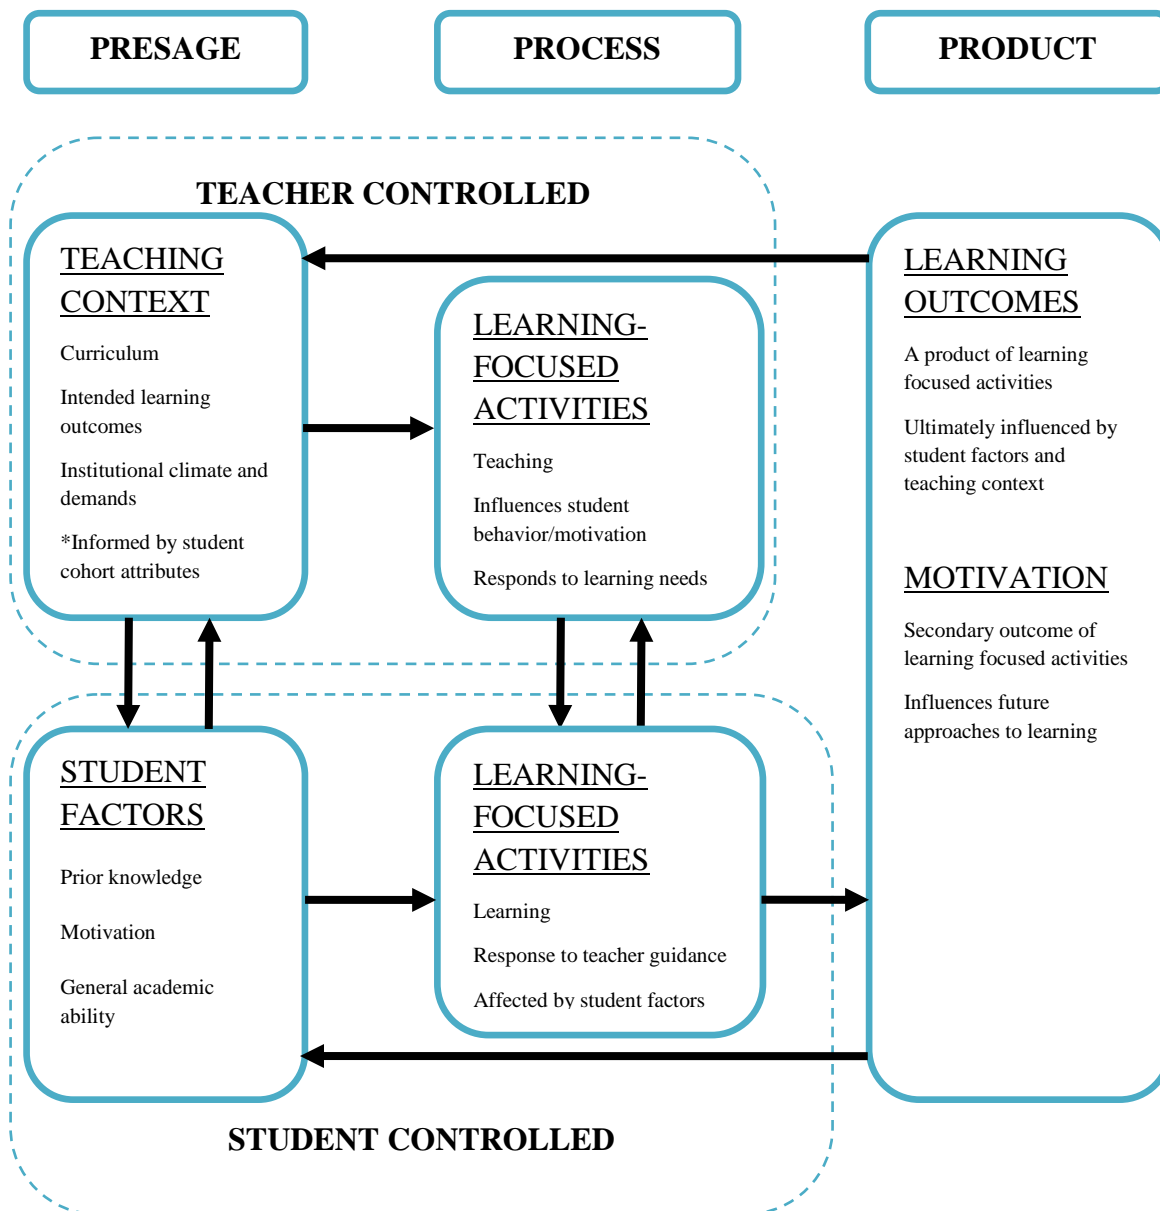 PRESAGE
PROCESS
PRODUCT
TEACHER CONTROLLED
TEACHING
CONTEXT
Curriculum
Intended learning
outcomes
Institutional climate and
demands
*Informed by student
cohort attributes
LEARNING-
FOCUSED
ACTIVITIES
Teaching
Influences student
behavior/motivation
Responds to learning needs
LEARNING
OUTCOMES
A product of learning
focused activities
Ultimately influenced by
student factors and
teaching context
MOTIVATION
Secondary outcome of
learning focused activities
Influences future
approaches to learning
STUDENT
FACTORS
Prior knowledge
Motivation
General academic
ability
LEARNING-
FOCUSED
ACTIVITIES
Learning
Response to teacher guidance
Affected by student factors
STUDENT CONTROLLED